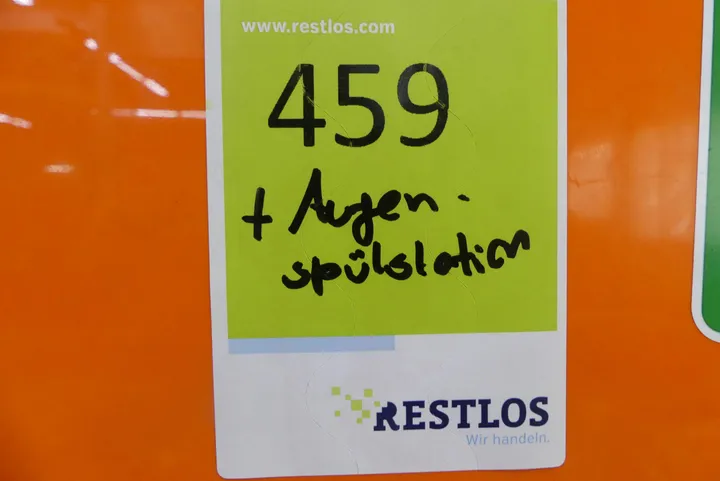 www.restlos.com
459
+ Augen-
spülstation
RESTLOS
Wir handeln.